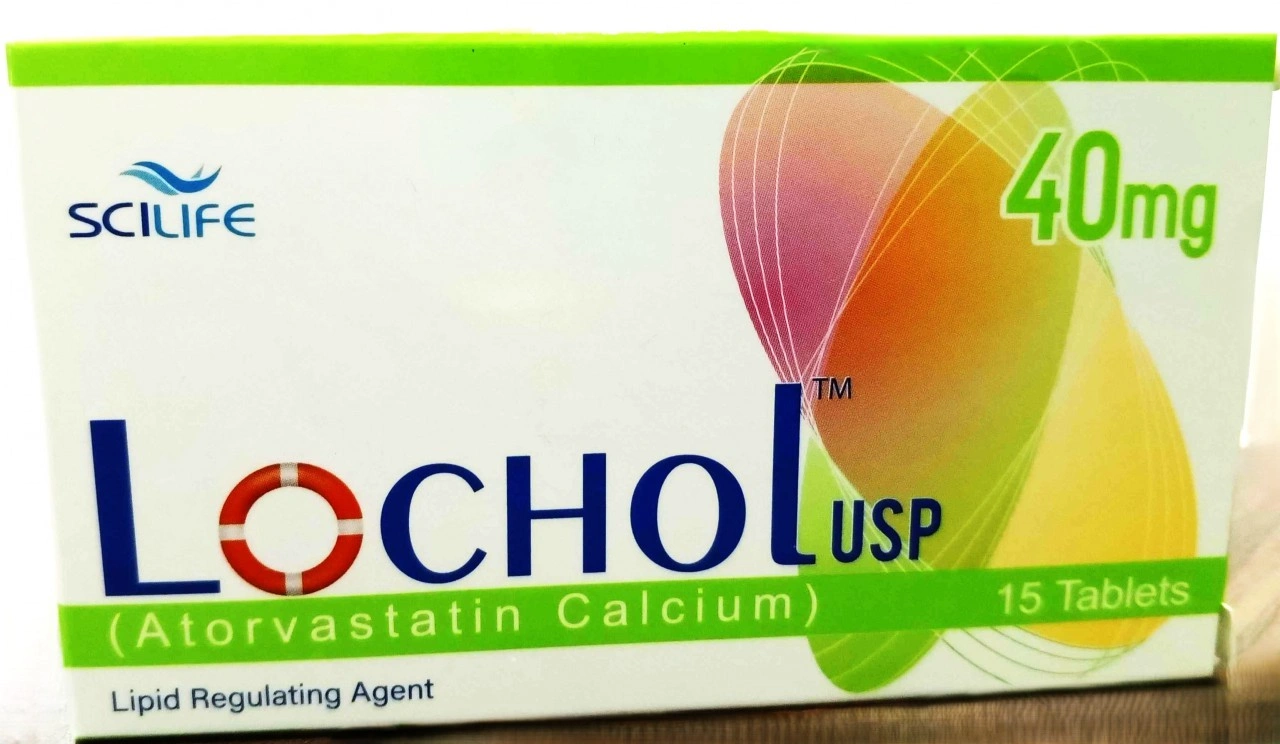 SCILIFE
40mg
LOCHOL™ USP
(Atorvastatin Calcium)
15 Tablets
Lipid Regulating Agent